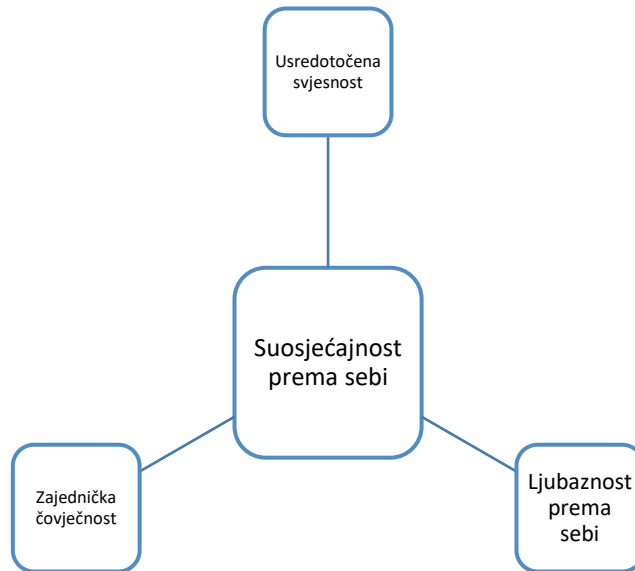 Usredotočena
svjesnost
Suosjećajnost
prema sebi
Zajednička
čovječnost
Ljubaznost
prema
sebi